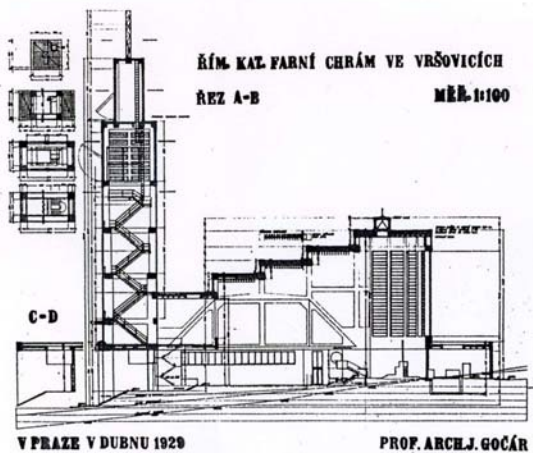 ŘÍM. KAT. FARNÍ CHRÁM VE VRŠOVICÍCH
ŘEZ A-B MĚŘ. 1:100
C-D
V PRAZE V DUBNU 1929 PROF. ARCH. J. GOČÁR